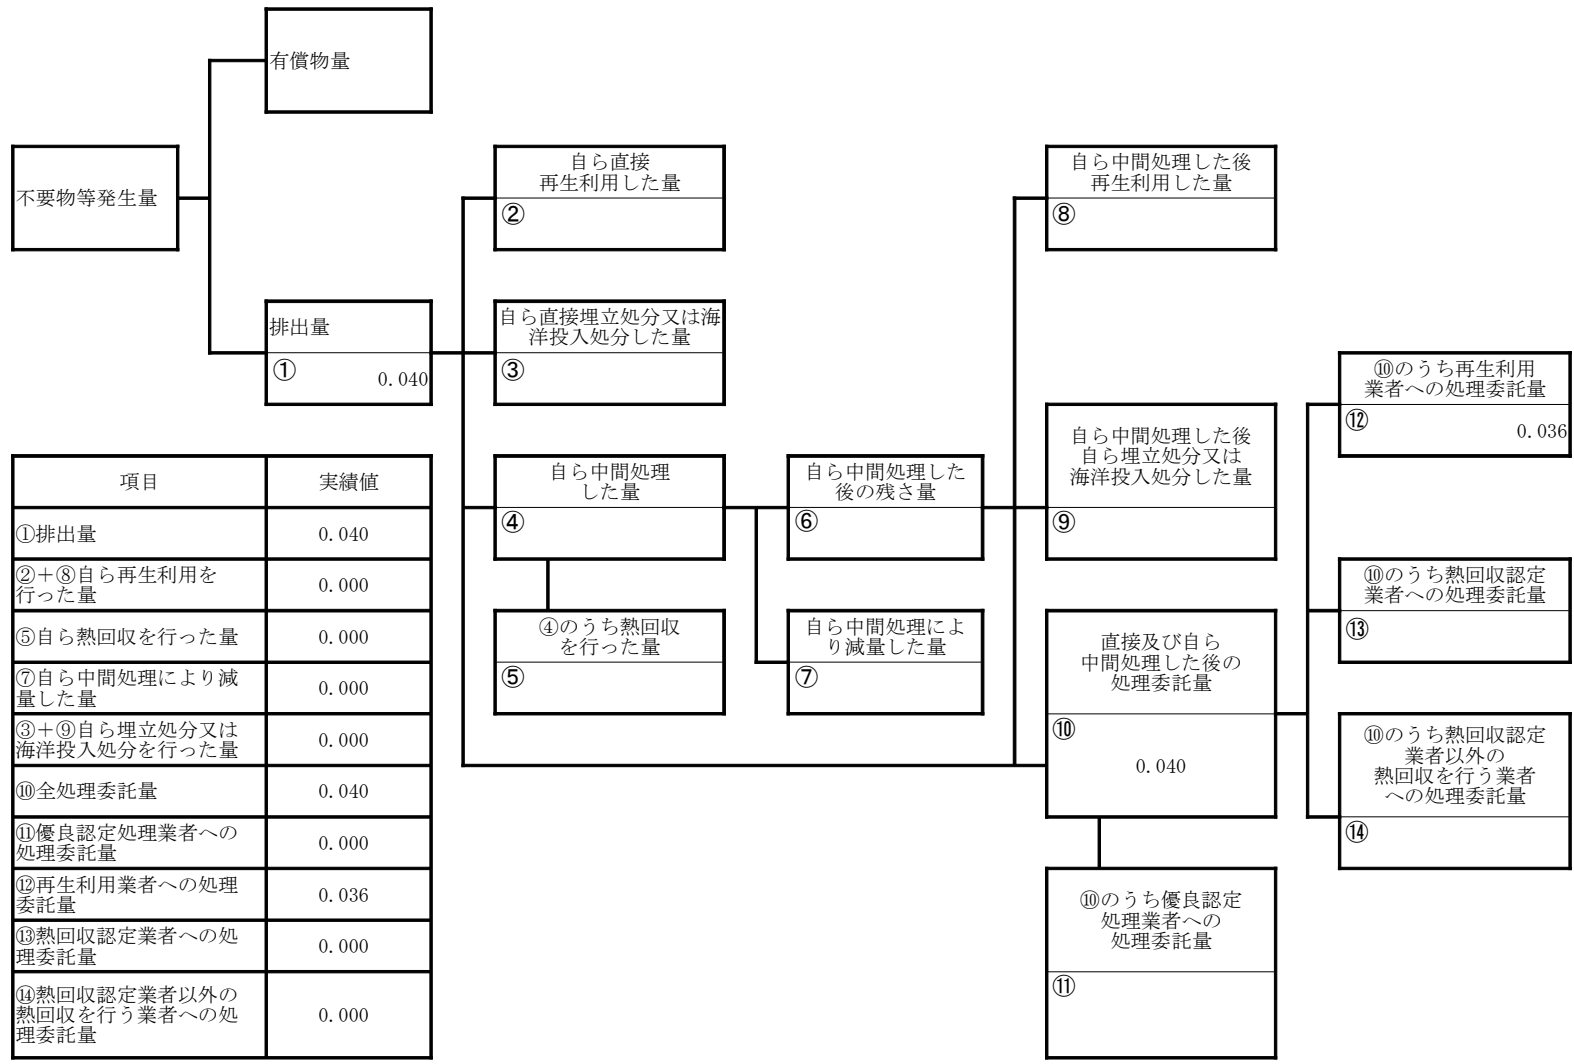 有償物量
不要物等発生量
排出量
①
0.040
自ら直接
再生利用した量
②
自ら直接埋立処分又は海
洋投入処分した量
③
自ら中間処理
した量
④
④のうち熱回収
を行った量
⑤
自ら中間処理した
後の残さ量
⑥
自ら中間処理によ
り減量した量
⑦
自ら中間処理した後
再生利用した量
⑧
自ら中間処理した後
自ら埋立処分又は
海洋投入処分した量
⑨
直接及び自ら
中間処理した後の
処理委託量
⑩
0.040
⑩のうち優良認定
処理業者への
処理委託量
⑪
⑩のうち再生利用
業者への処理委託量
⑫
0.036
⑩のうち熱回収認定
業者への処理委託量
⑬
⑩のうち熱回収認定
業者以外の
熱回収を行う業者
への処理委託量
⑭
項目 実績値
①排出量 0.040
②+⑧自ら再生利用を
行った量 0.000
⑤自ら熱回収を行った量 0.000
⑦自ら中間処理により減
量した量 0.000
③+⑨自ら埋立処分又は
海洋投入処分を行った量 0.000
⑩全処理委託量 0.040
⑪優良認定処理業者への
処理委託量 0.000
⑫再生利用業者への処理
委託量 0.036
⑬熱回収認定業者への処
理委託量 0.000
⑭熱回収認定業者以外の
熱回収を行う業者への処
理委託量 0.000